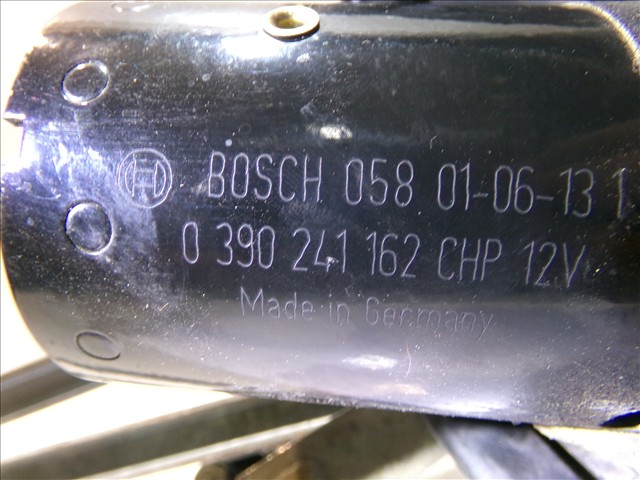 BOSCH 058 01-06-13 1
0 390 241 162 CHP 12V
Made in Germany